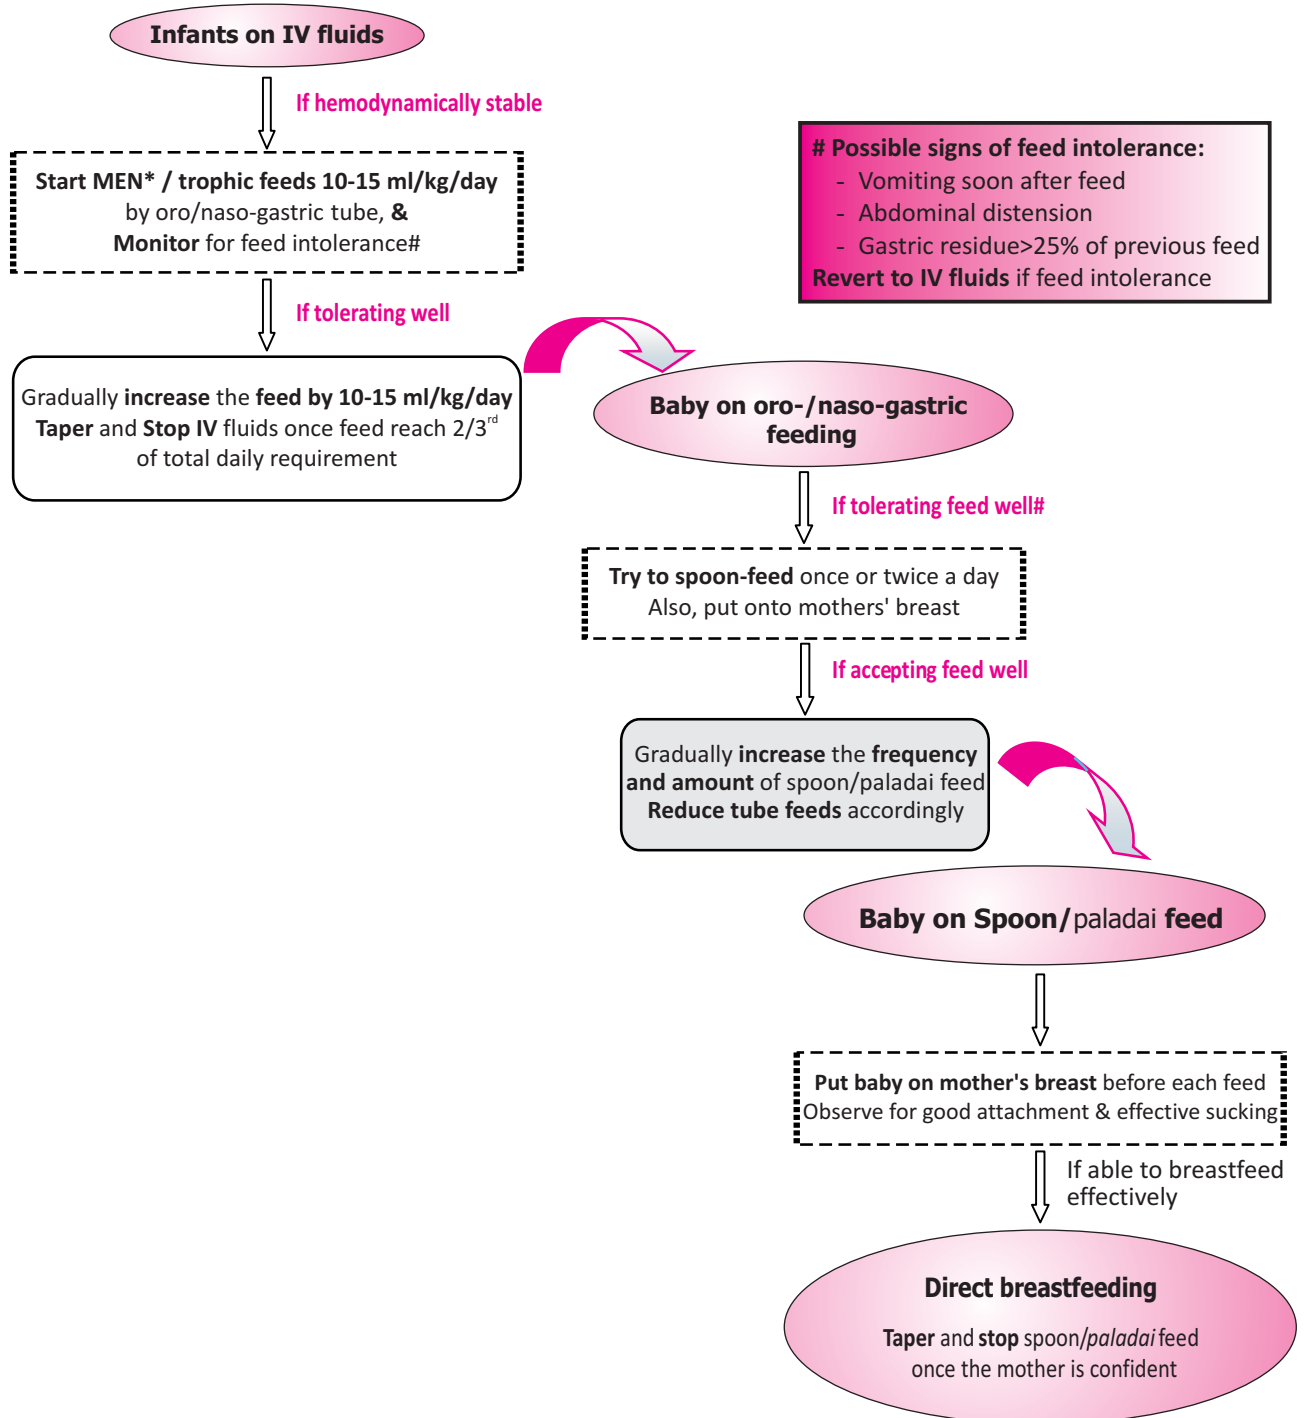 Infants on IV fluids
If hemodynamically stable
Start MEN* / trophic feeds 10-15 ml/kg/day
by oro/naso-gastric tube, &
Monitor for feed intolerance#
# Possible signs of feed intolerance:
- Vomiting soon after feed
- Abdominal distension
- Gastric residue>25% of previous feed
Revert to IV fluids if feed intolerance
If tolerating well
Gradually increase the feed by 10-15 ml/kg/day
Taper and Stop IV fluids once feed reach 2/3rd
of total daily requirement
Baby on oro-/naso-gastric
feeding
If tolerating feed well#
Try to spoon-feed once or twice a day
Also, put onto mothers' breast
If accepting feed well
Gradually increase the frequency
and amount of spoon/paladai feed
Reduce tube feeds accordingly
Baby on Spoon/paladai feed
Put baby on mother's breast before each feed
Observe for good attachment & effective sucking
If able to breastfeed
effectively
Direct breastfeeding
Taper and stop spoon/paladai feed
once the mother is confident